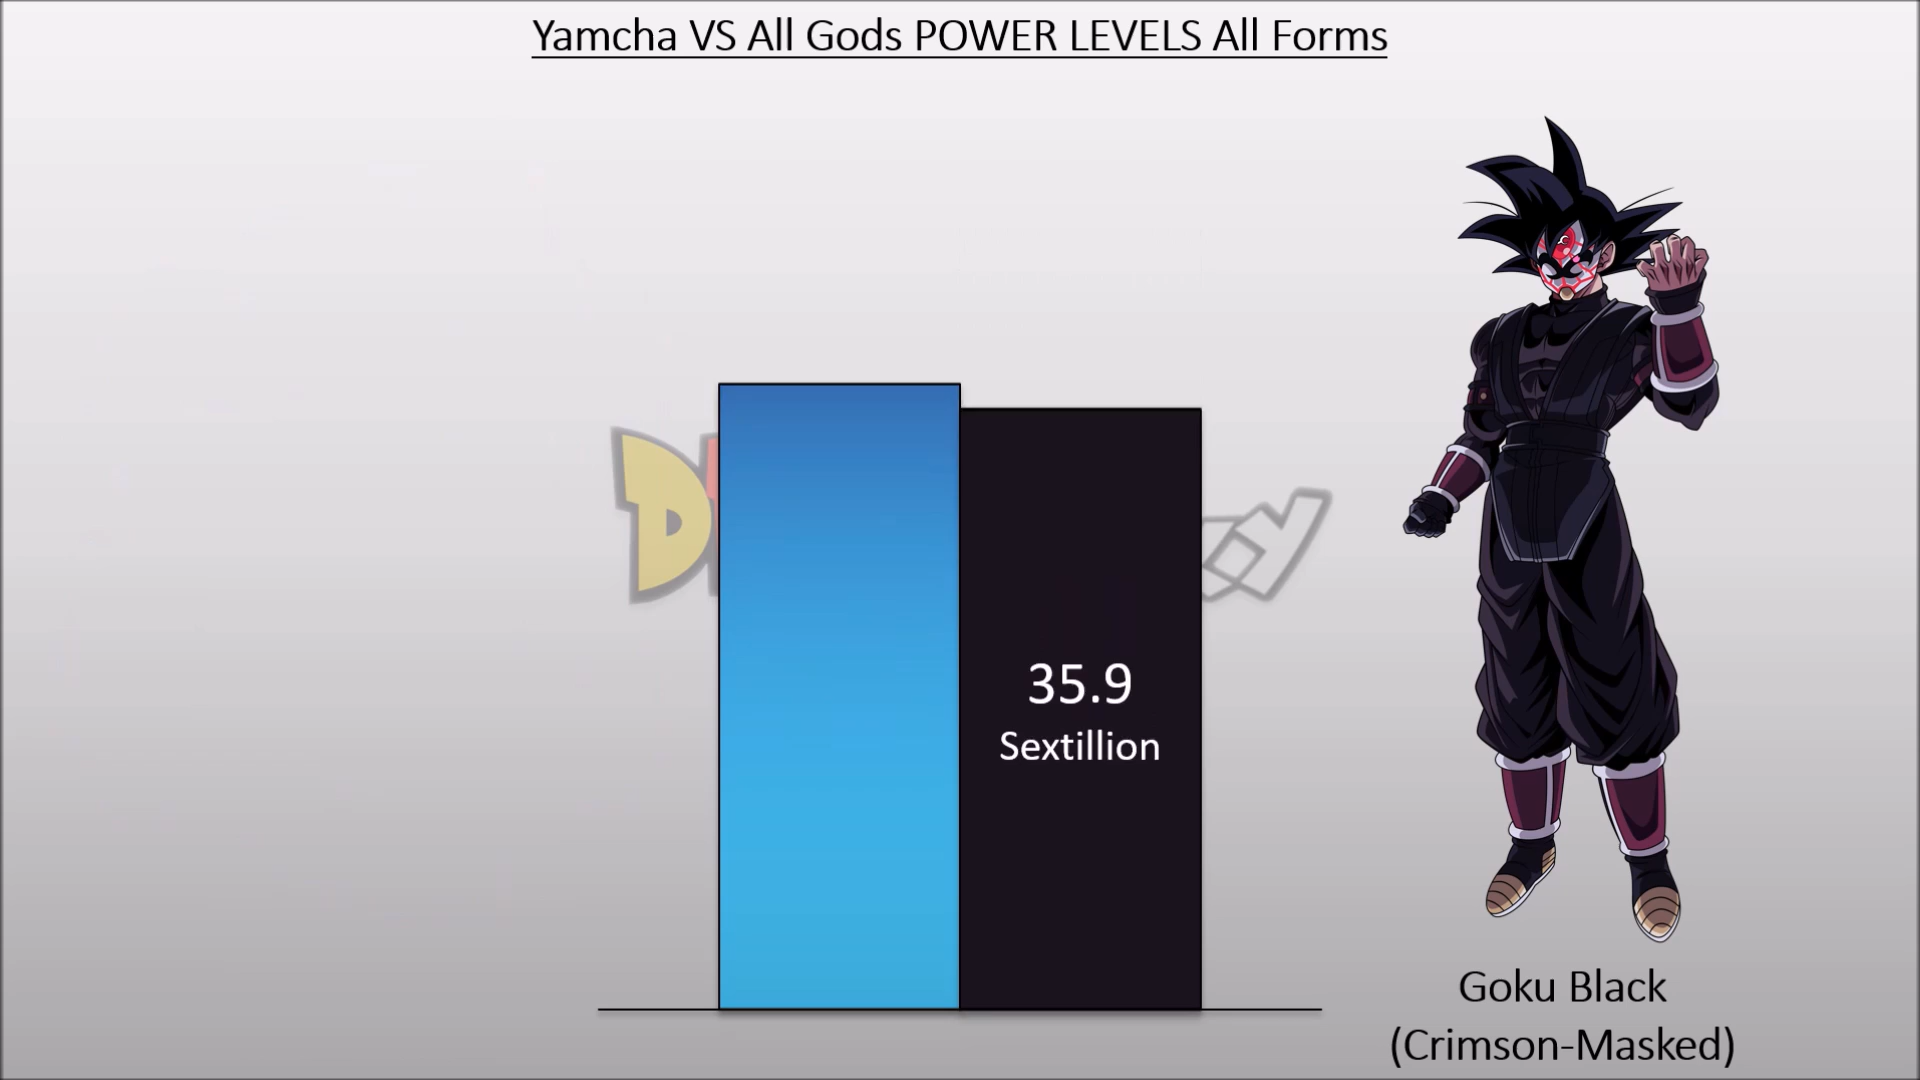 Yamcha VS All Gods POWER LEVELS All Forms
35.9
Sextillion
Goku Black
(Crimson-Masked)